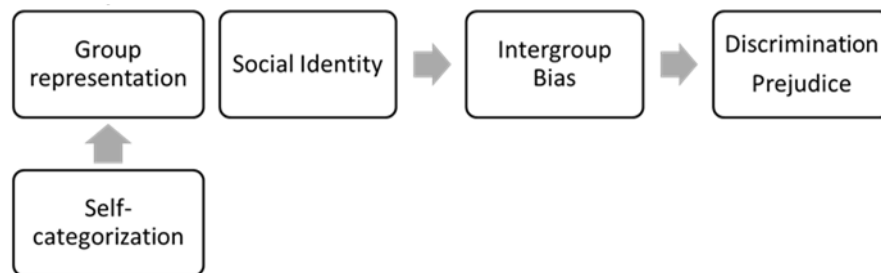 Group
representation
Social Identity
Intergroup
Bias
Discrimination
Prejudice
Self-
categorization